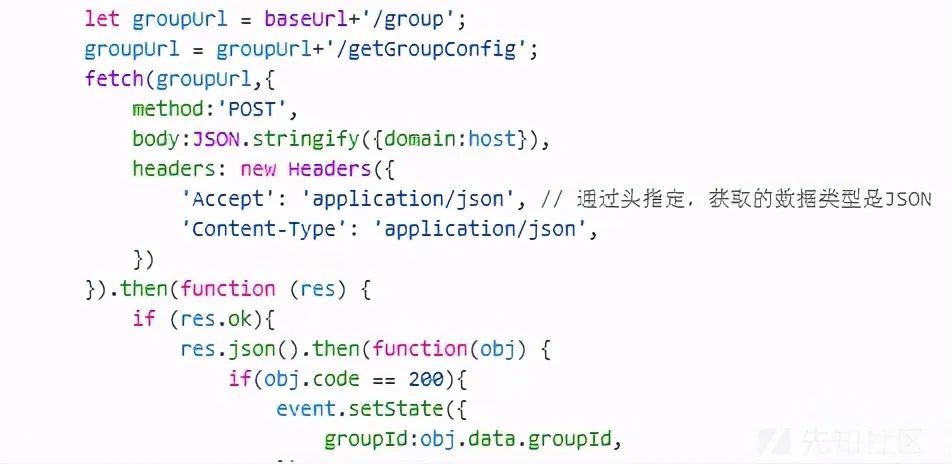 let groupUrl = baseUrl+'/group';
groupUrl = groupUrl+'/getGroupConfig';
fetch(groupUrl,{
method:'POST',
body:JSON.stringify({domain:host}),
headers: new Headers({
'Accept': 'application/json', // 通过头指定，获取的数据类型是JSON
'Content-Type': 'application/json',
})
}).then(function (res) {
if (res.ok){
res.json().then(function(obj) {
if(obj.code == 200){
event.setState({
groupId:obj.data.groupId,
先知社区